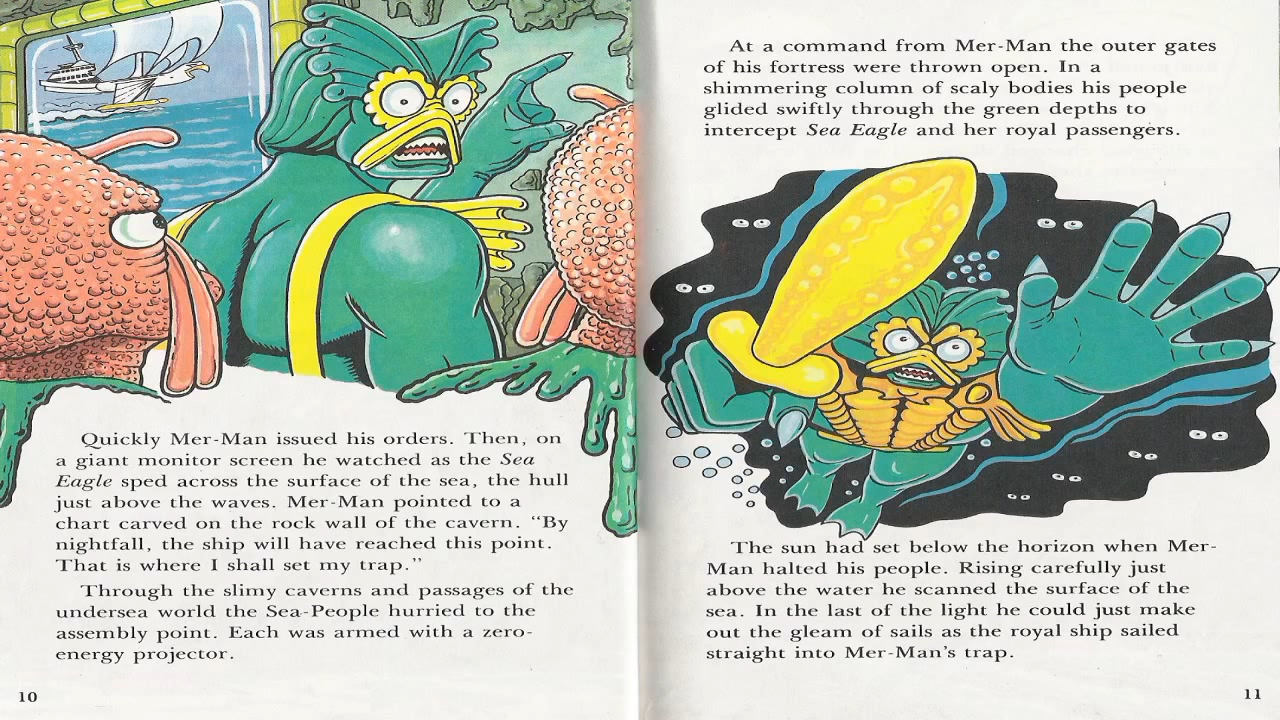 Quickly Mer-Man issued his orders. Then, on
a giant monitor screen he watched as the Sea
Eagle sped across the surface of the sea, the hull
just above the waves. Mer-Man pointed to a
chart carved on the rock wall of the cavern. “By
nightfall, the ship will have reached this point.
That is where I shall set my trap.”
Through the slimy caverns and passages of the
undersea world the Sea-People hurried to the
assembly point. Each was armed with a zero-
energy projector.
10
At a command from Mer-Man the outer gates
of his fortress were thrown open. In a
shimmering column of scaly bodies his people
glided swiftly through the green depths to
intercept Sea Eagle and her royal passengers.
The sun had set below the horizon when Mer-
Man halted his people. Rising carefully just
above the water he scanned the surface of the
sea. In the last of the light he could just make
out the gleam of sails as the royal ship sailed
straight into Mer-Man’s trap.
11